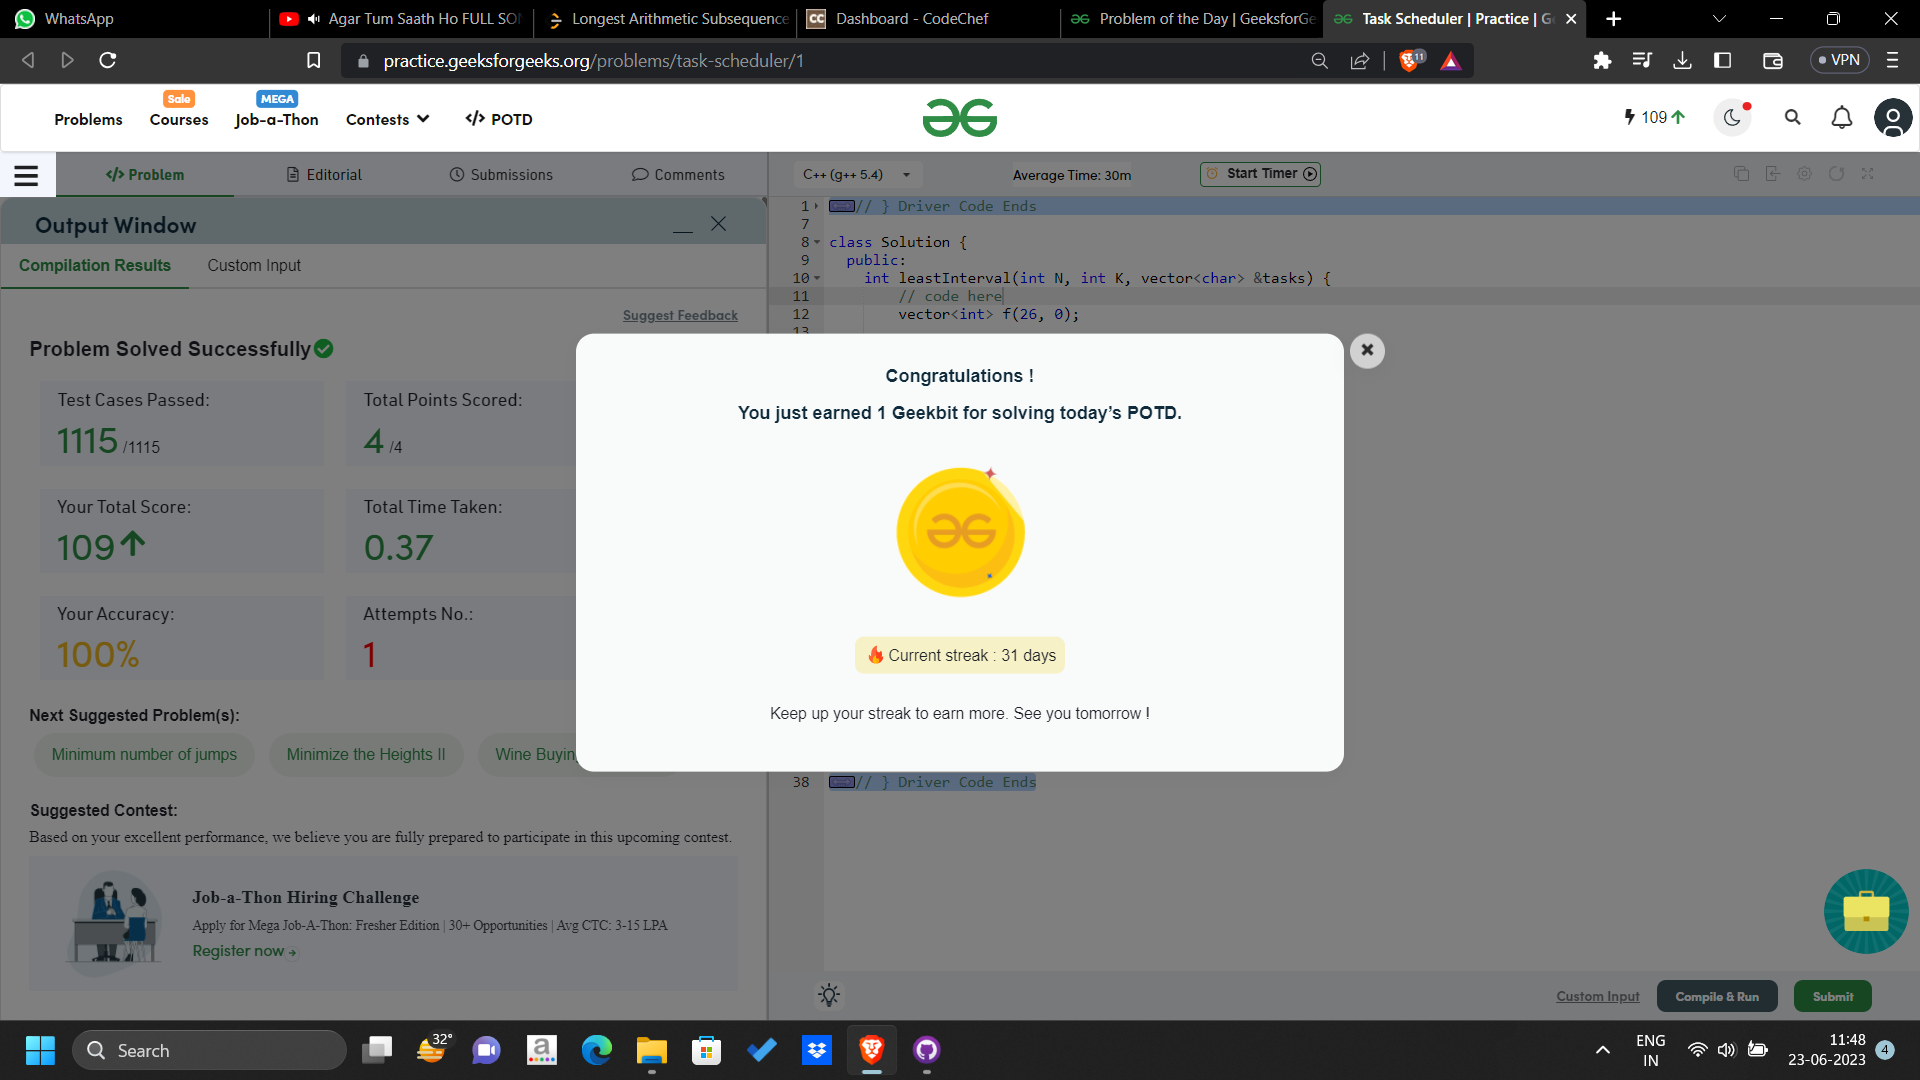 WhatsApp
Agar Tum Saath Ho FULL SON
Longest Arithmetic Subsequence
CC Dashboard - CodeChef
Problem of the Day | GeeksforGe
Task Scheduler | Practice | G
practice.geeksforgeeks.org/problems/task-scheduler/1
11
VPN
Sale
MEGA
Problems
Courses
Job-a-Thon
Contests
</> POTD
109
</> Problem
Editorial
Submissions
Comments
C++ (g++ 5.4)
Average Time: 30m
Start Timer
Output Window
Compilation Results
Custom Input
Suggest Feedback
Problem Solved Successfully
Test Cases Passed:
1115 /1115
Total Points Scored:
4 /4
Your Total Score:
109
Total Time Taken:
0.37
Your Accuracy:
100%
Attempts No.:
1
Next Suggested Problem(s):
Minimum number of jumps
Minimize the Heights II
Wine Buyin
Suggested Contest:
Based on your excellent performance, we believe you are fully prepared to participate in this upcoming contest.
Job-a-Thon Hiring Challenge
Apply for Mega Job-A-Thon: Fresher Edition | 30+ Opportunities | Avg CTC: 3-15 LPA
Register now
1 // } Driver Code Ends
7
8 class Solution {
9 public:
10 int leastInterval(int N, int K, vector<char> &tasks) {
11 // code here
12 vector<int> f(26, 0);
13
Congratulations !
You just earned 1 Geekbit for solving today's POTD.
Current streak : 31 days
Keep up your streak to earn more. See you tomorrow !
38 // } Driver Code Ends
Custom Input
Compile & Run
Submit
Search
32°
a
ENG
IN
11:48
23-06-2023
4